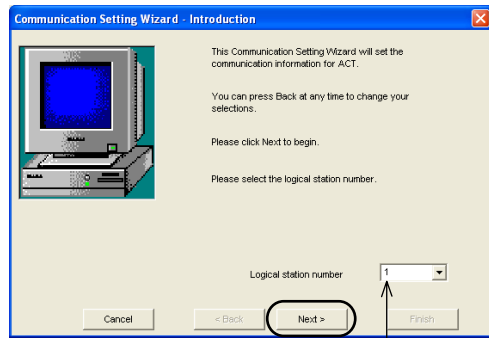 Communication Setting Wizard - Introduction
This Communication Setting Wizard will set the
communication information for ACT.
You can press Back at any time to change your
selections.
Please click Next to begin.
Please select the logical station number.
Logical station number
1
Cancel
< Back
Next >
Finish